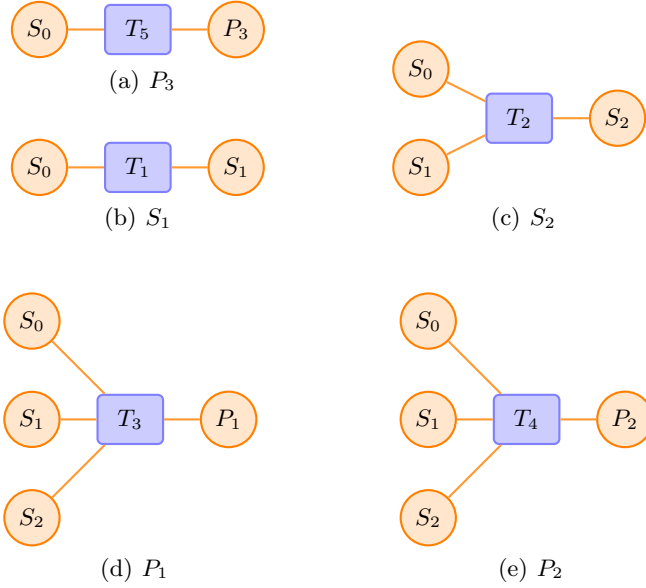 S₀ T₅ P₃
(a) P₃
S₀ T₁ S₁
(b) S₁
S₀
S₁
T₂ S₂
(c) S₂
S₀
S₁ T₃ P₁
S₂
(d) P₁
S₀
S₁ T₄ P₂
S₂
(e) P₂